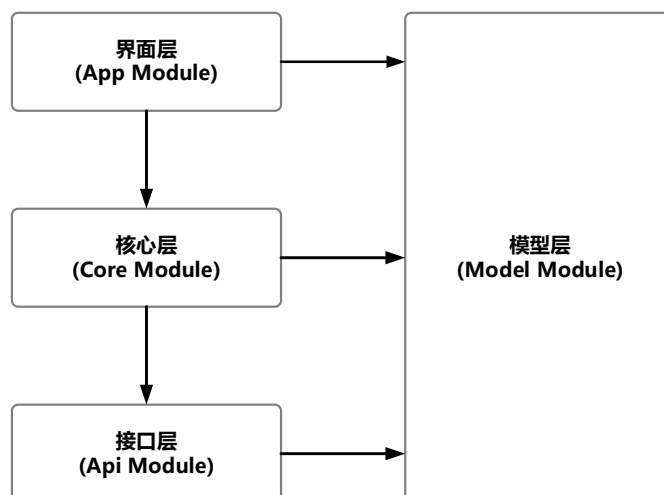 界面层
(App Module)
核心层
(Core Module)
模型层
(Model Module)
接口层
(Api Module)